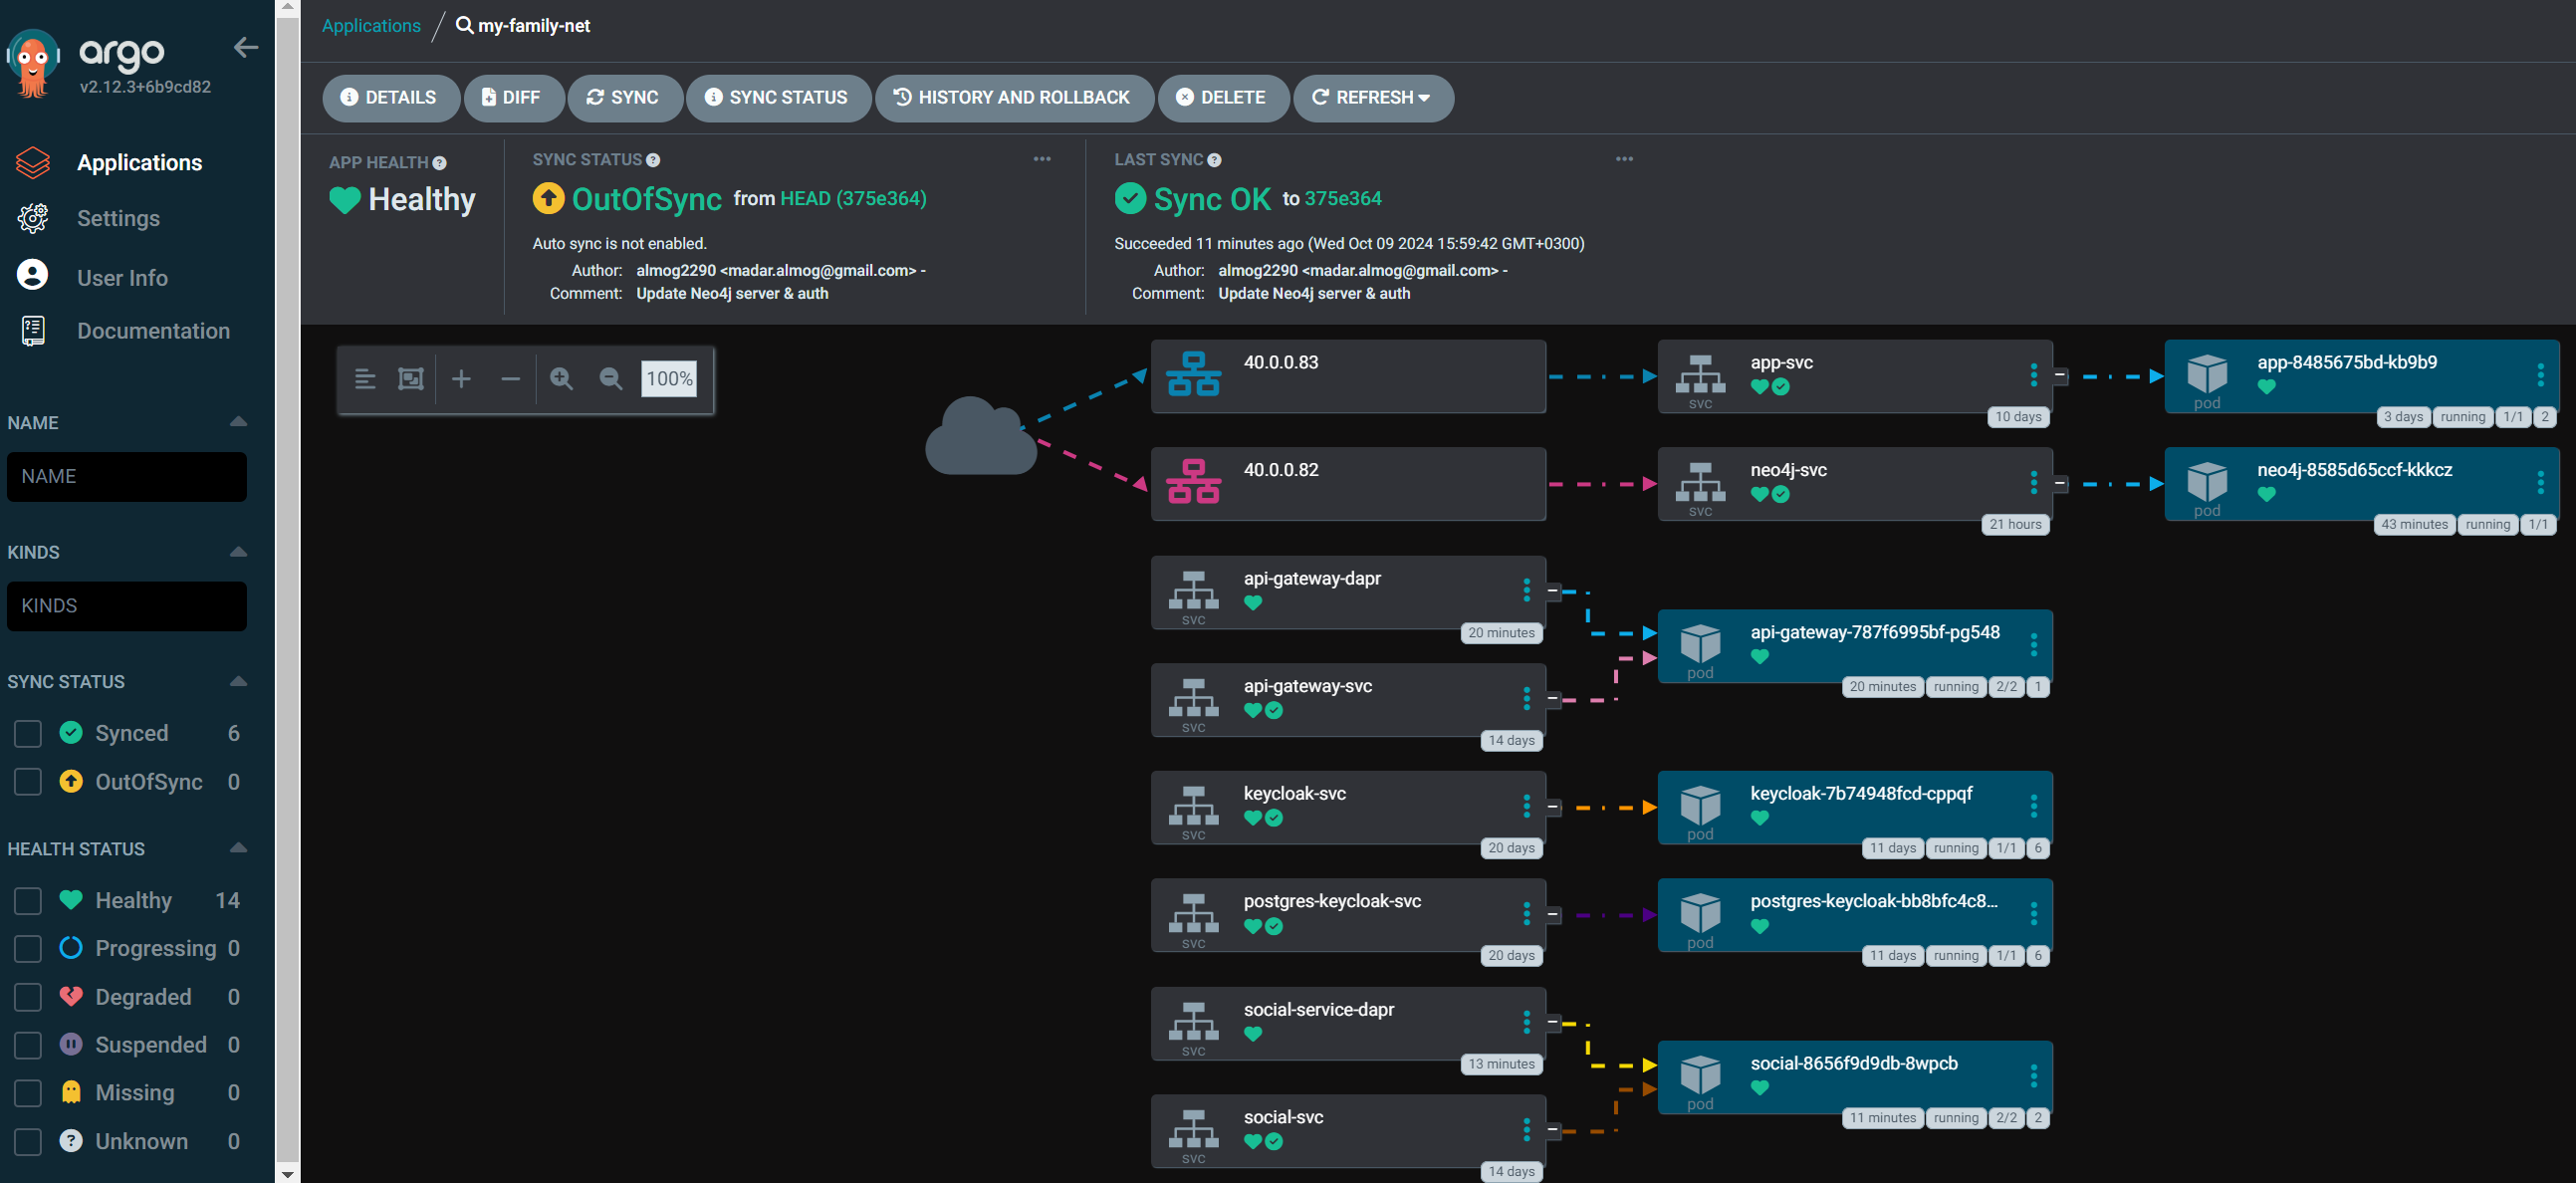 argo
v2.12.3+6b9cd82
Applications
Settings
User Info
Documentation
NAME
NAME
KINDS
KINDS
SYNC STATUS
Synced 6
OutOfSync 0
HEALTH STATUS
Healthy 14
Progressing 0
Degraded 0
Suspended 0
Missing 0
Unknown 0
Applications / my-family-net
DETAILS DIFF SYNC SYNC STATUS HISTORY AND ROLLBACK DELETE REFRESH
APP HEALTH
Healthy
SYNC STATUS
OutOfSync from HEAD (375e364)
Auto sync is not enabled.
Author: almog2290 <madar.almog@gmail.com> -
Comment: Update Neo4j server & auth
LAST SYNC
Sync OK to 375e364
Succeeded 11 minutes ago (Wed Oct 09 2024 15:59:42 GMT+0300)
Author: almog2290 <madar.almog@gmail.com> -
Comment: Update Neo4j server & auth
100%
40.0.0.83
app-svc
svc
10 days
app-8485675bd-kb9b9
pod
3 days running 1/1 2
40.0.0.82
neo4j-svc
svc
21 hours
neo4j-8585d65ccf-kkkcz
pod
43 minutes running 1/1
api-gateway-dapr
svc
20 minutes
api-gateway-787f6995bf-pg548
pod
20 minutes running 2/2 1
api-gateway-svc
svc
14 days
keycloak-svc
svc
20 days
keycloak-7b74948fcd-cppqf
pod
11 days running 1/1 6
postgres-keycloak-svc
svc
20 days
postgres-keycloak-bb8bfc4c8...
pod
11 days running 1/1 6
social-service-dapr
svc
13 minutes
social-8656f9d9db-8wpcb
pod
11 minutes running 2/2 2
social-svc
svc
14 days